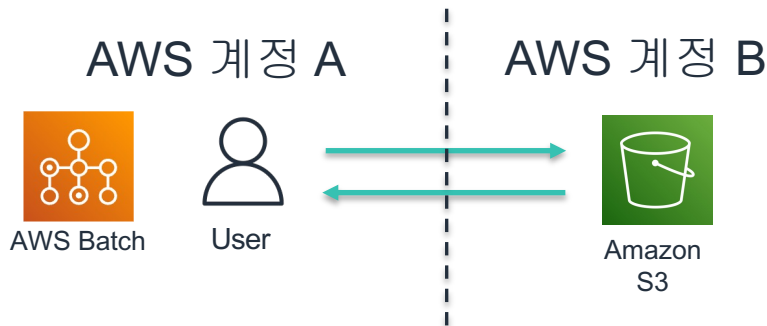 AWS 계정 A
AWS 계정 B
AWS Batch
User
Amazon
S3